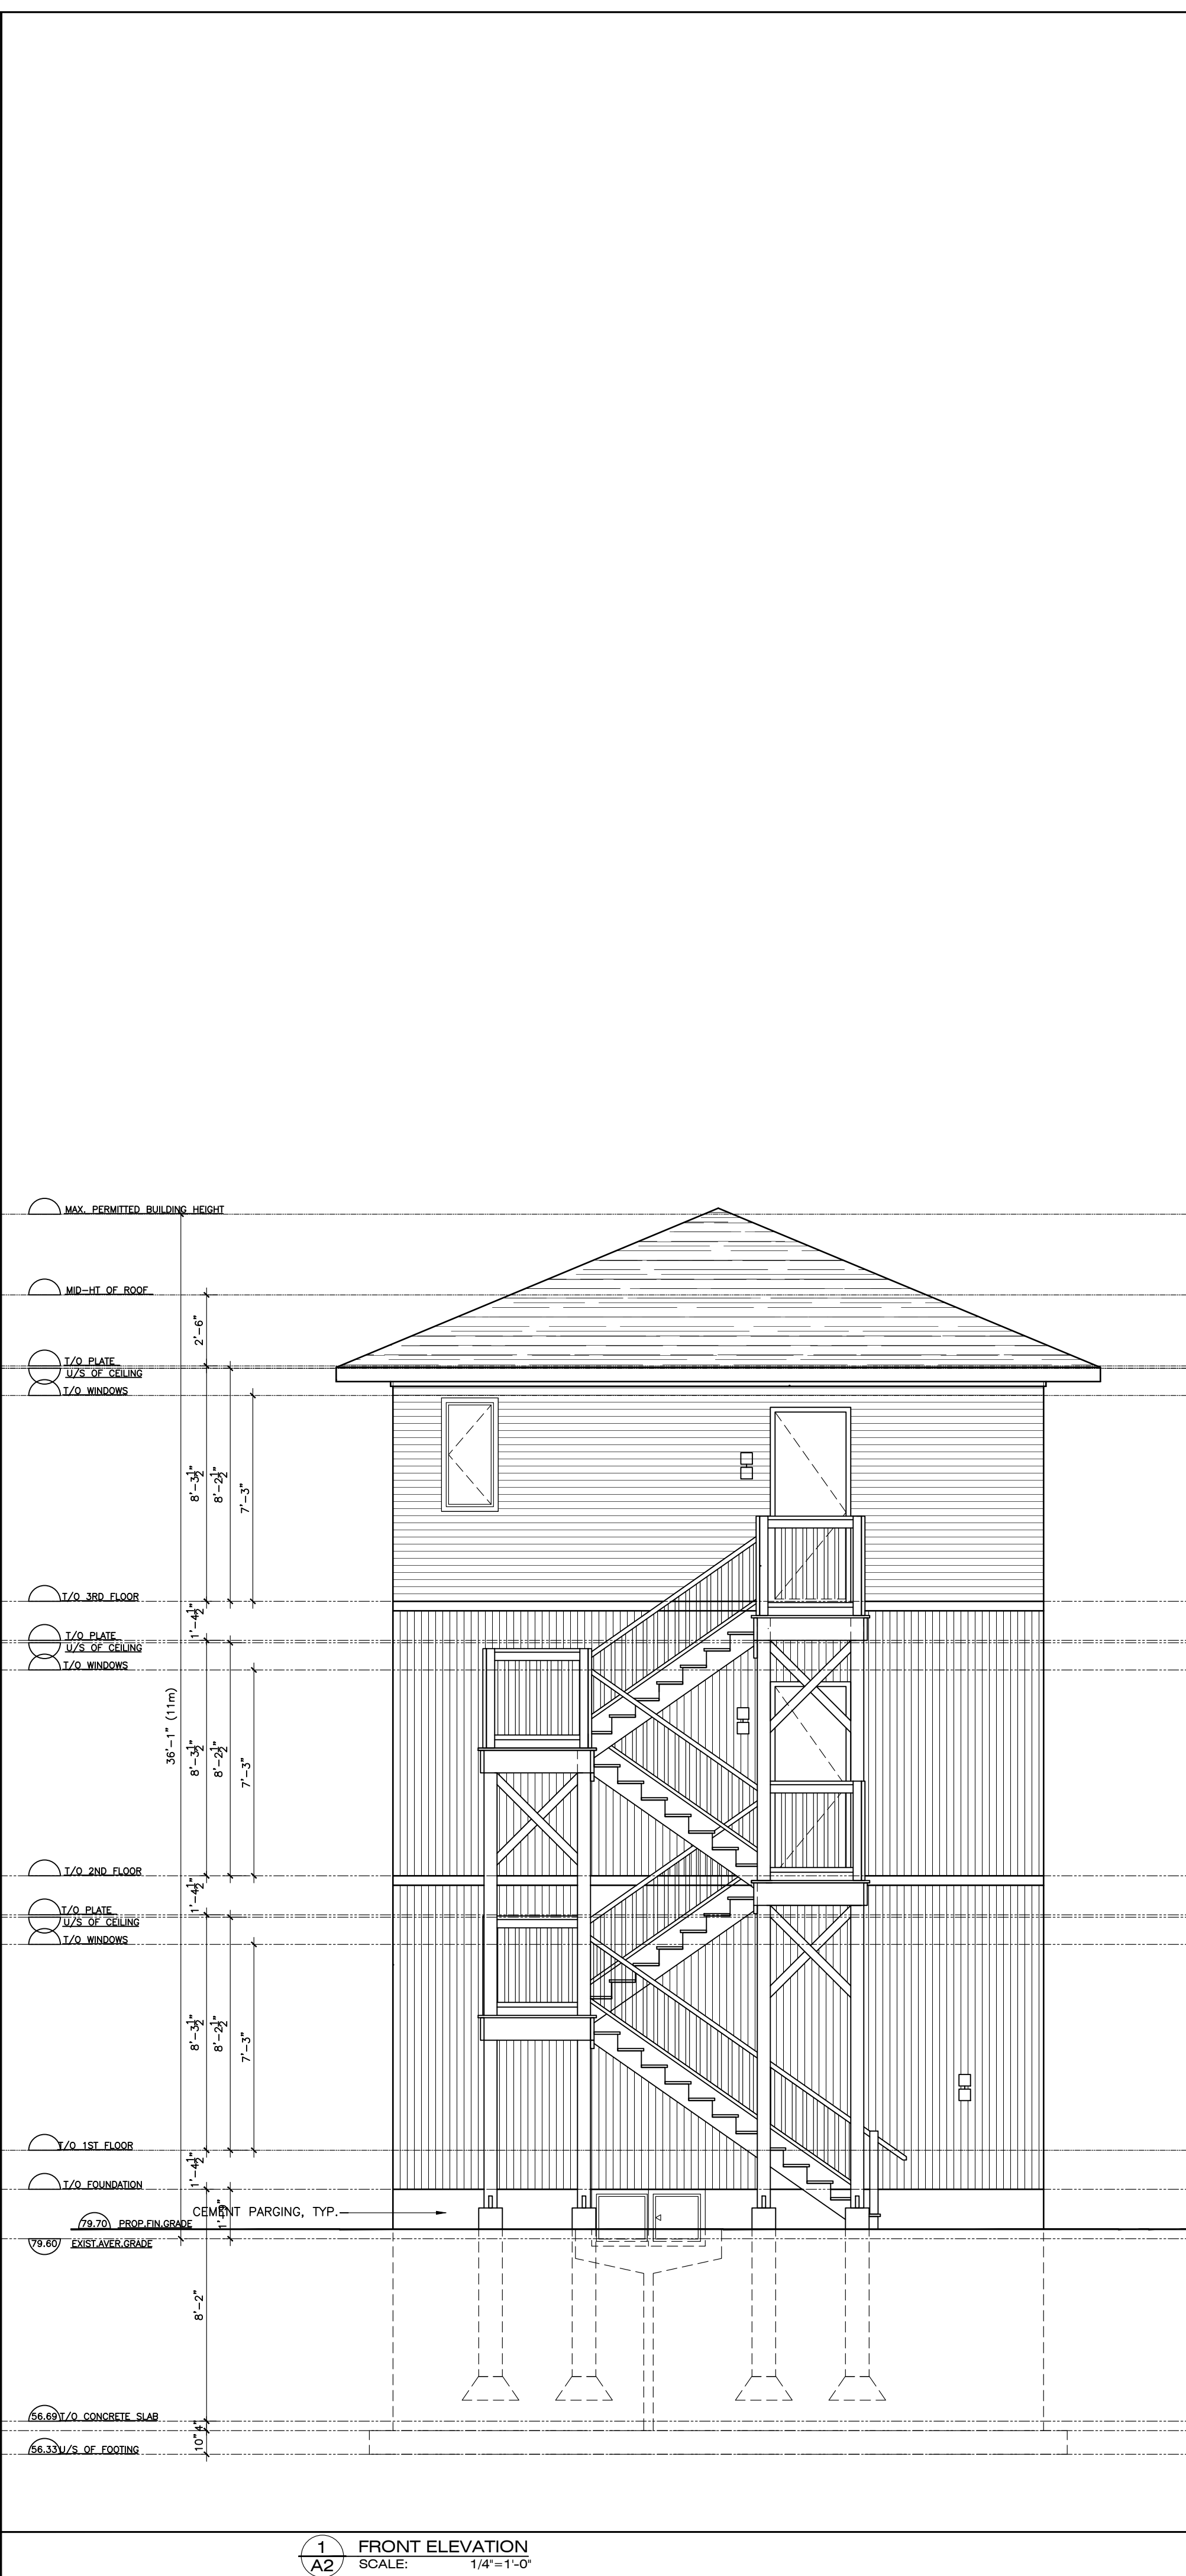 MAX. PERMITTED BUILDING HEIGHT
MID-HT OF ROOF
2'-6"
T/O PLATE
U/S OF CEILING
T/O WINDOWS
8'-3½"
8'-2½"
7'-3"
T/O 3RD FLOOR
1'-4½"
T/O PLATE
U/S OF CEILING
T/O WINDOWS
36'-1" (11m)
8'-3½"
8'-2½"
7'-3"
T/O 2ND FLOOR
1'-4½"
T/O PLATE
U/S OF CEILING
T/O WINDOWS
8'-3½"
8'-2½"
7'-3"
T/O 1ST FLOOR
1'-4½"
T/O FOUNDATION
CEMENT PARGING, TYP.
1'-9"
79.70 PROP.FIN.GRADE
79.60 EXIST.AVER.GRADE
8'-2"
56.69 T/O CONCRETE SLAB
4"
10"
56.33 U/S OF FOOTING
1
A2
FRONT ELEVATION
SCALE: 1/4"=1'-0"